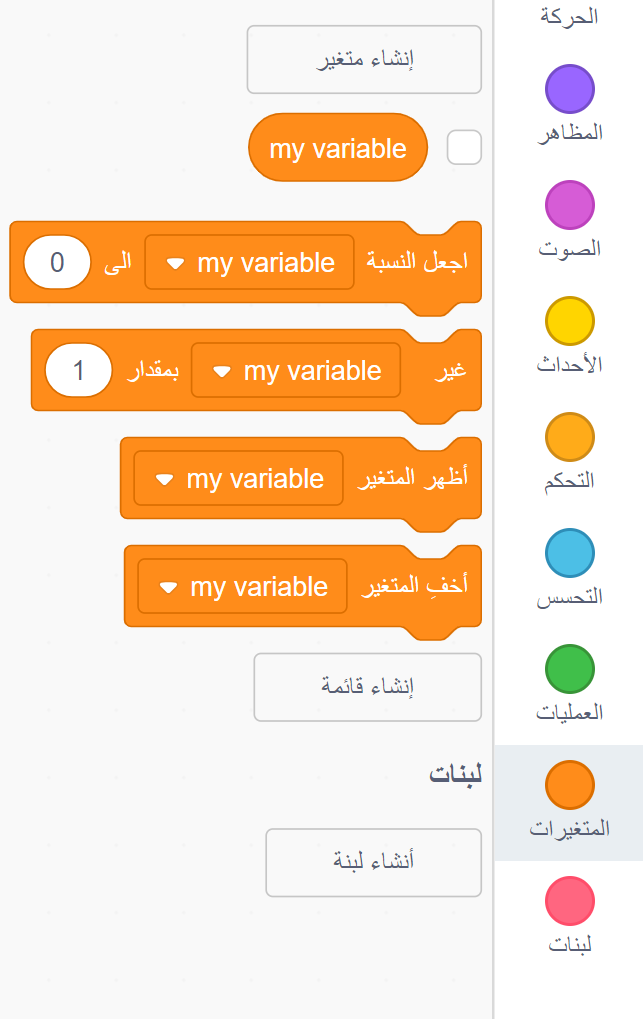 الحركة
المظاهر
الصوت
الأحداث
التحكم
التحسس
العمليات
المتغيرات
لبنات
إنشاء متغير
my variable
اجعل النسبة my variable الى 0
غير my variable بمقدار 1
أظهر المتغير my variable
أخفِ المتغير my variable
إنشاء قائمة
لبنات
أنشاء لبنة